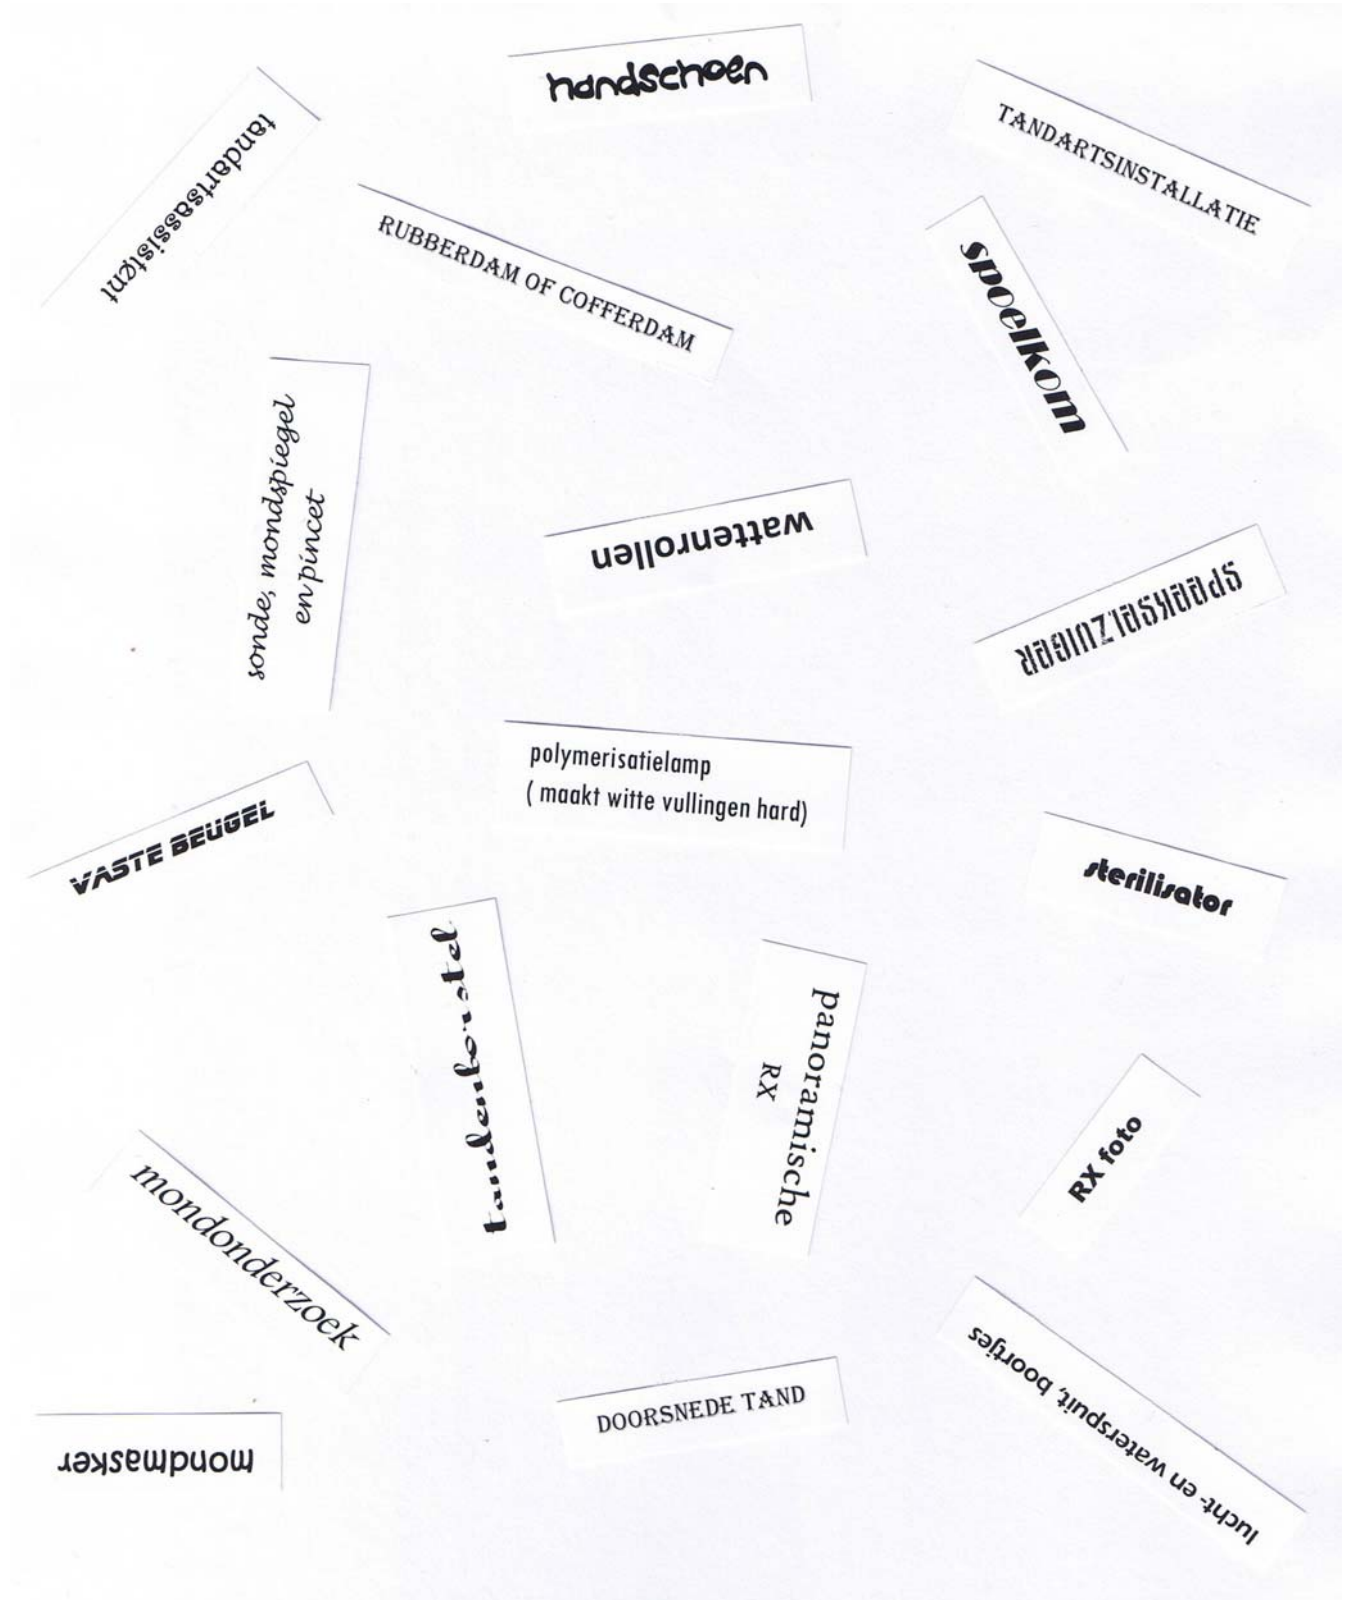 handschoen
TANDARTSINSTALLATIE
tandartsassistent
RUBBERDAM OF COFFERDAM
spoelkom
sonde, mondspiegel
en pincet
wattenrollen
speekselzuiger
polymerisatielamp
( maakt witte vullingen hard)
VASTE BEUGEL
sterilisator
tandenborstel
panoramische
RX
RX foto
mondonderzoek
lucht- en waterspuit, boortjes
DOORSNEDE TAND
mondmasker